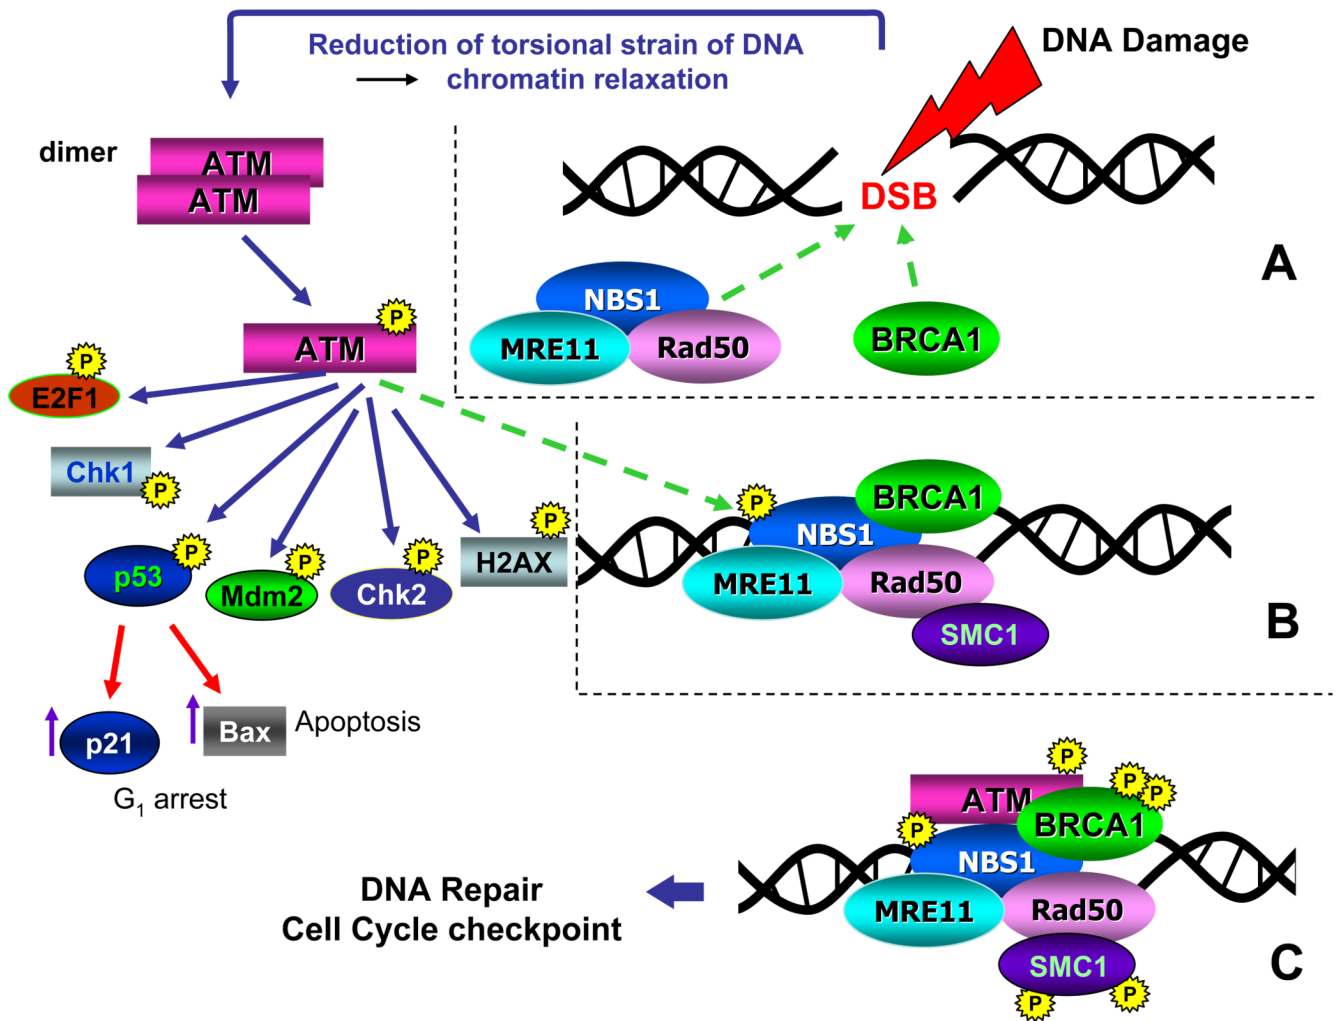 Reduction of torsional strain of DNA
chromatin relaxation
DNA Damage
dimer
ATM
ATM
DSB
A
NBS1
MRE11
Rad50
BRCA1
P
ATM
P
E2F1
Chk1
P
P
p53
P
Mdm2
P
Chk2
P
H2AX
P
NBS1
BRCA1
MRE11
Rad50
SMC1
B
p21
Bax
Apoptosis
G1 arrest
P
ATM
P
P
BRCA1
P
NBS1
MRE11
Rad50
SMC1
P
P
C
DNA Repair
Cell Cycle checkpoint